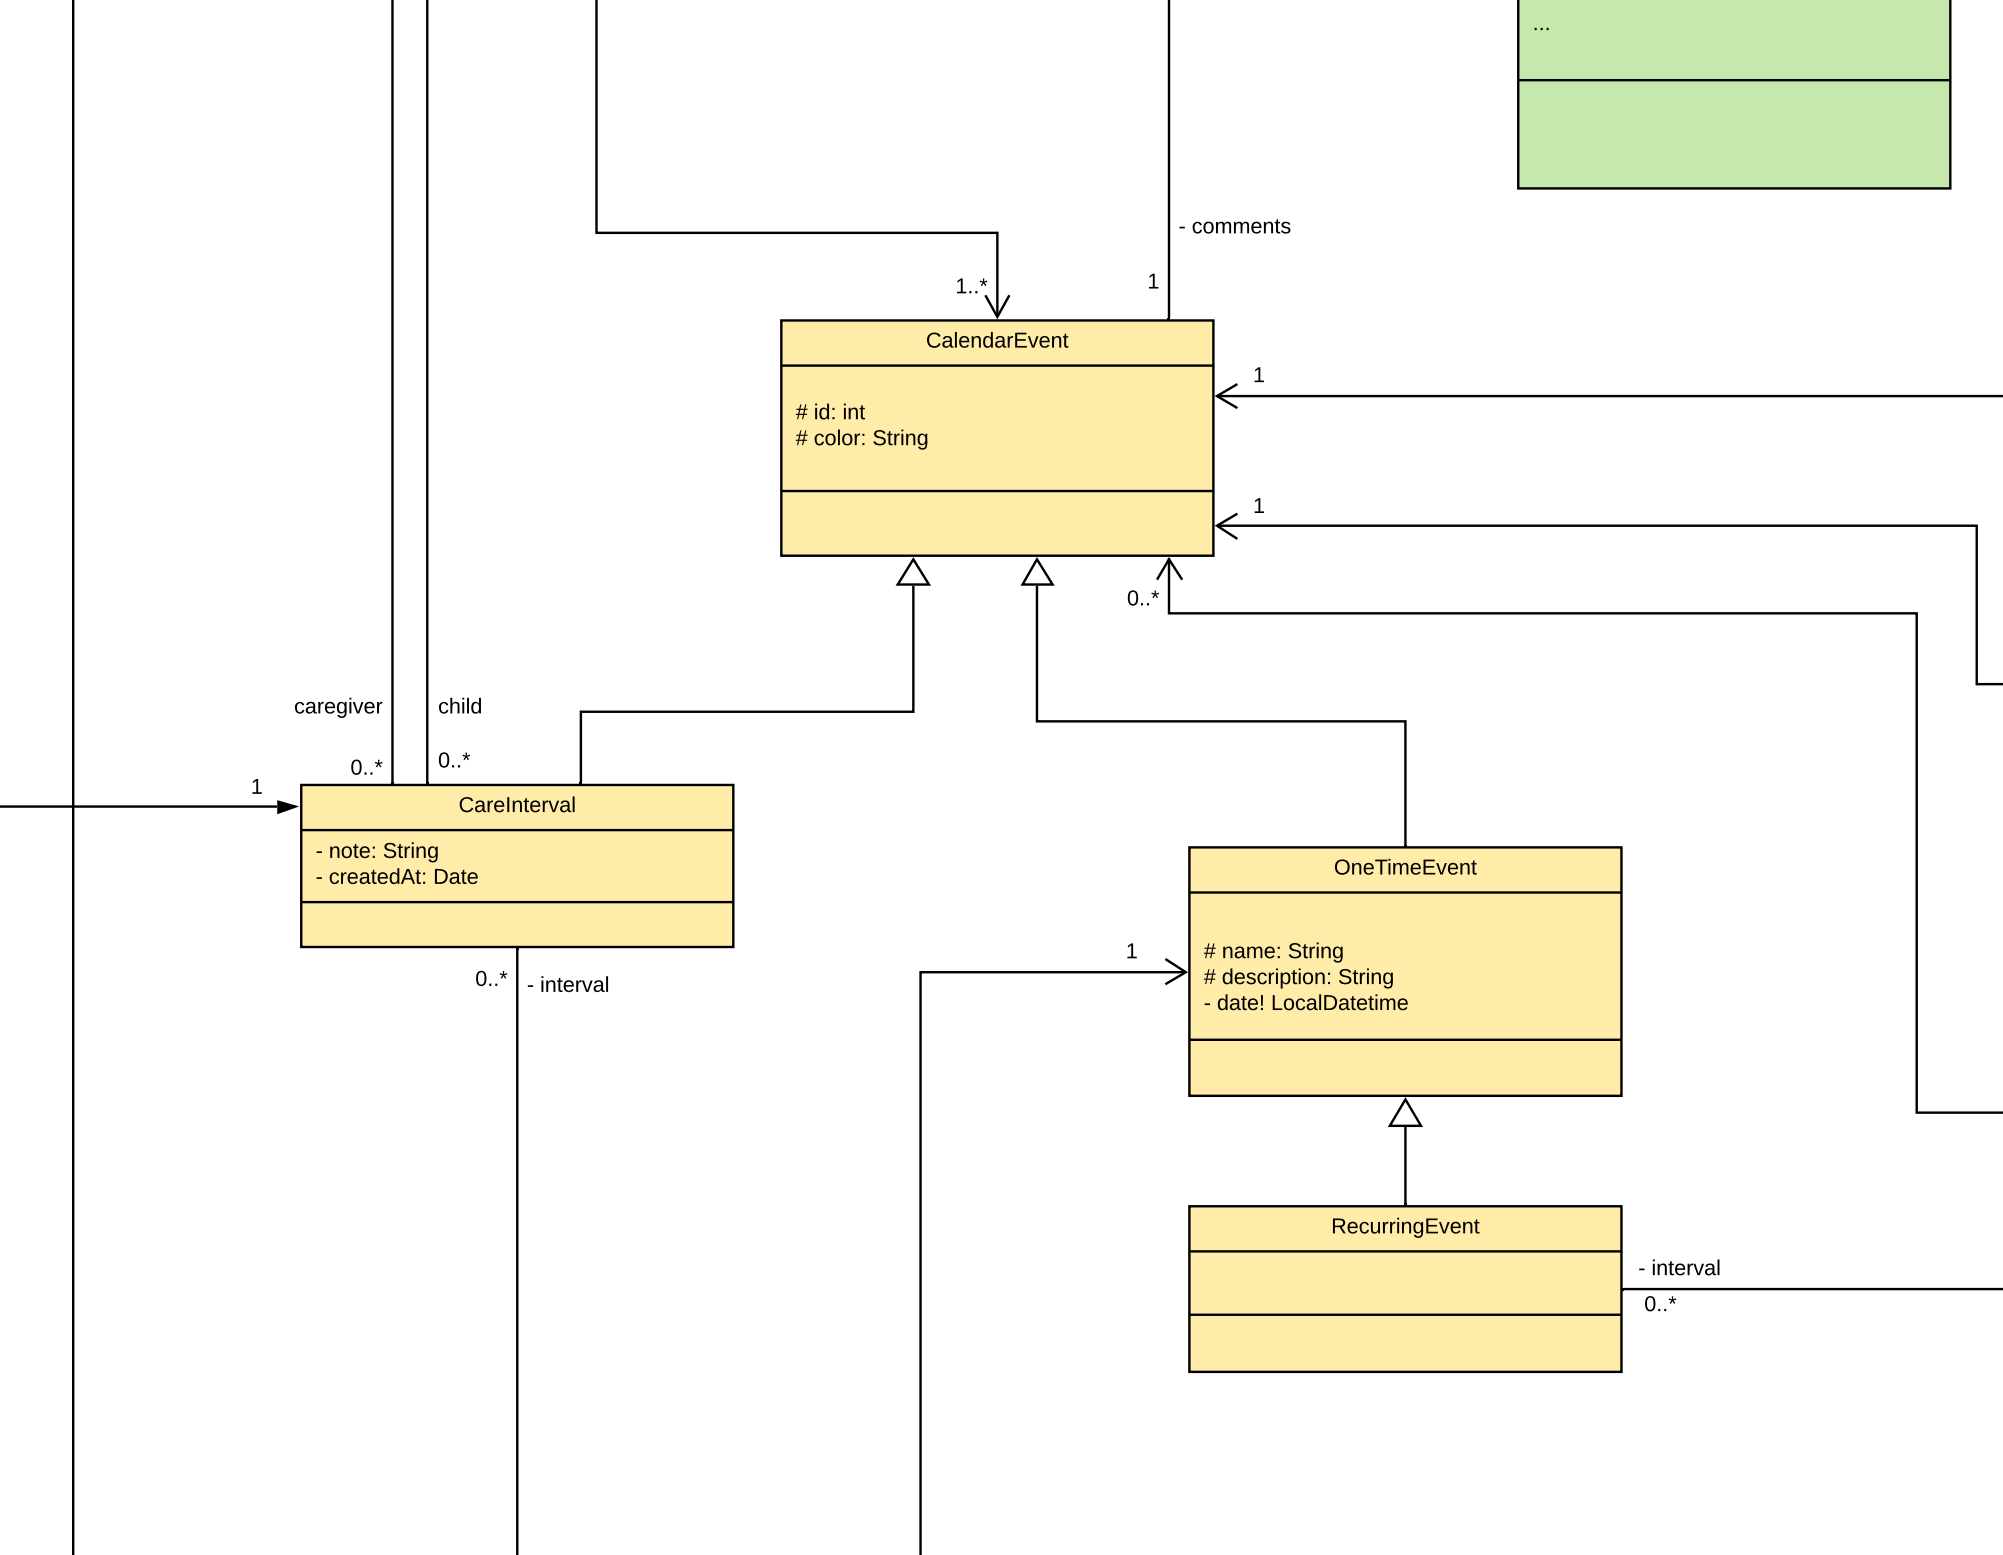 ...
- comments
1..*
1
CalendarEvent
1
# id: int
# color: String
1
0..*
caregiver
child
0..*
0..*
1
CareInterval
- note: String
- createdAt: Date
OneTimeEvent
1
# name: String
# description: String
- date! LocalDatetime
0..*
- interval
RecurringEvent
- interval
0..*